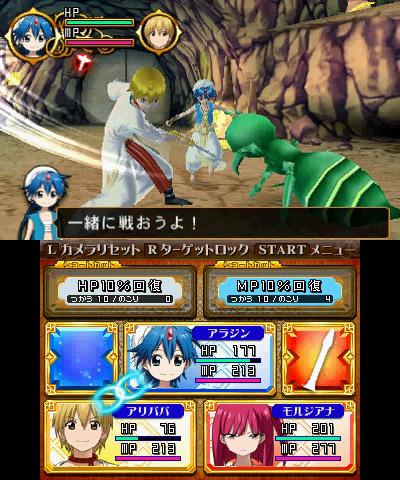 HP
MP
一緒に戦おうよ！
L カメラリセット R ターゲットロック START メニュー
ショートカット ショートカット
HP10%回復 MP10%回復
つかう 10 /のこり 0 つかう 10 /のこり 4
アラジン
HP 177
MP 213
アリババ モルジアナ
HP 76 HP 201
MP 213 MP 277